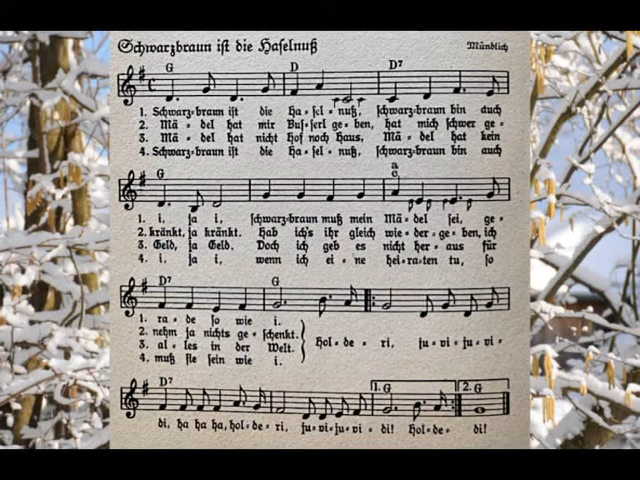 Schwarzbraun ist die Haselnuß
Mündlich
G D D7
1. Schwarz-braun ist die Ha-sel-nuß, schwarz-braun bin auch
2. Mä-del hat mir Bus-serl ge-ben, hat mich schwer ge-
3. Mä-del hat nicht Hof noch Haus, Mä-del hat kein
4. Schwarz-braun ist die Ha-sel-nuß, schwarz-braun bin auch
G a
1. i, ja i, schwarz-braun muß mein Mä-del sei, ge-
2. kränkt, ja kränkt. Hab ich's ihr gleich wie-der-ge-ben, ich
3. Geld, ja Geld. Doch ich geb es nicht her-aus für
4. i, ja i, wenn ich ei-ne hei-raten tu, so
D7 G
1. ra-de so wie i.
2. nehm ja nichts ge-schenkt.
3. al-les in der Welt.
4. muß sie sein wie i.
Hol-de-ri, ju-vi-ju-vi-
D7 1. G 2. G
di, ha ha ha, hol-de-ri, ju-vi-ju-vi-di! Hol-de- di!